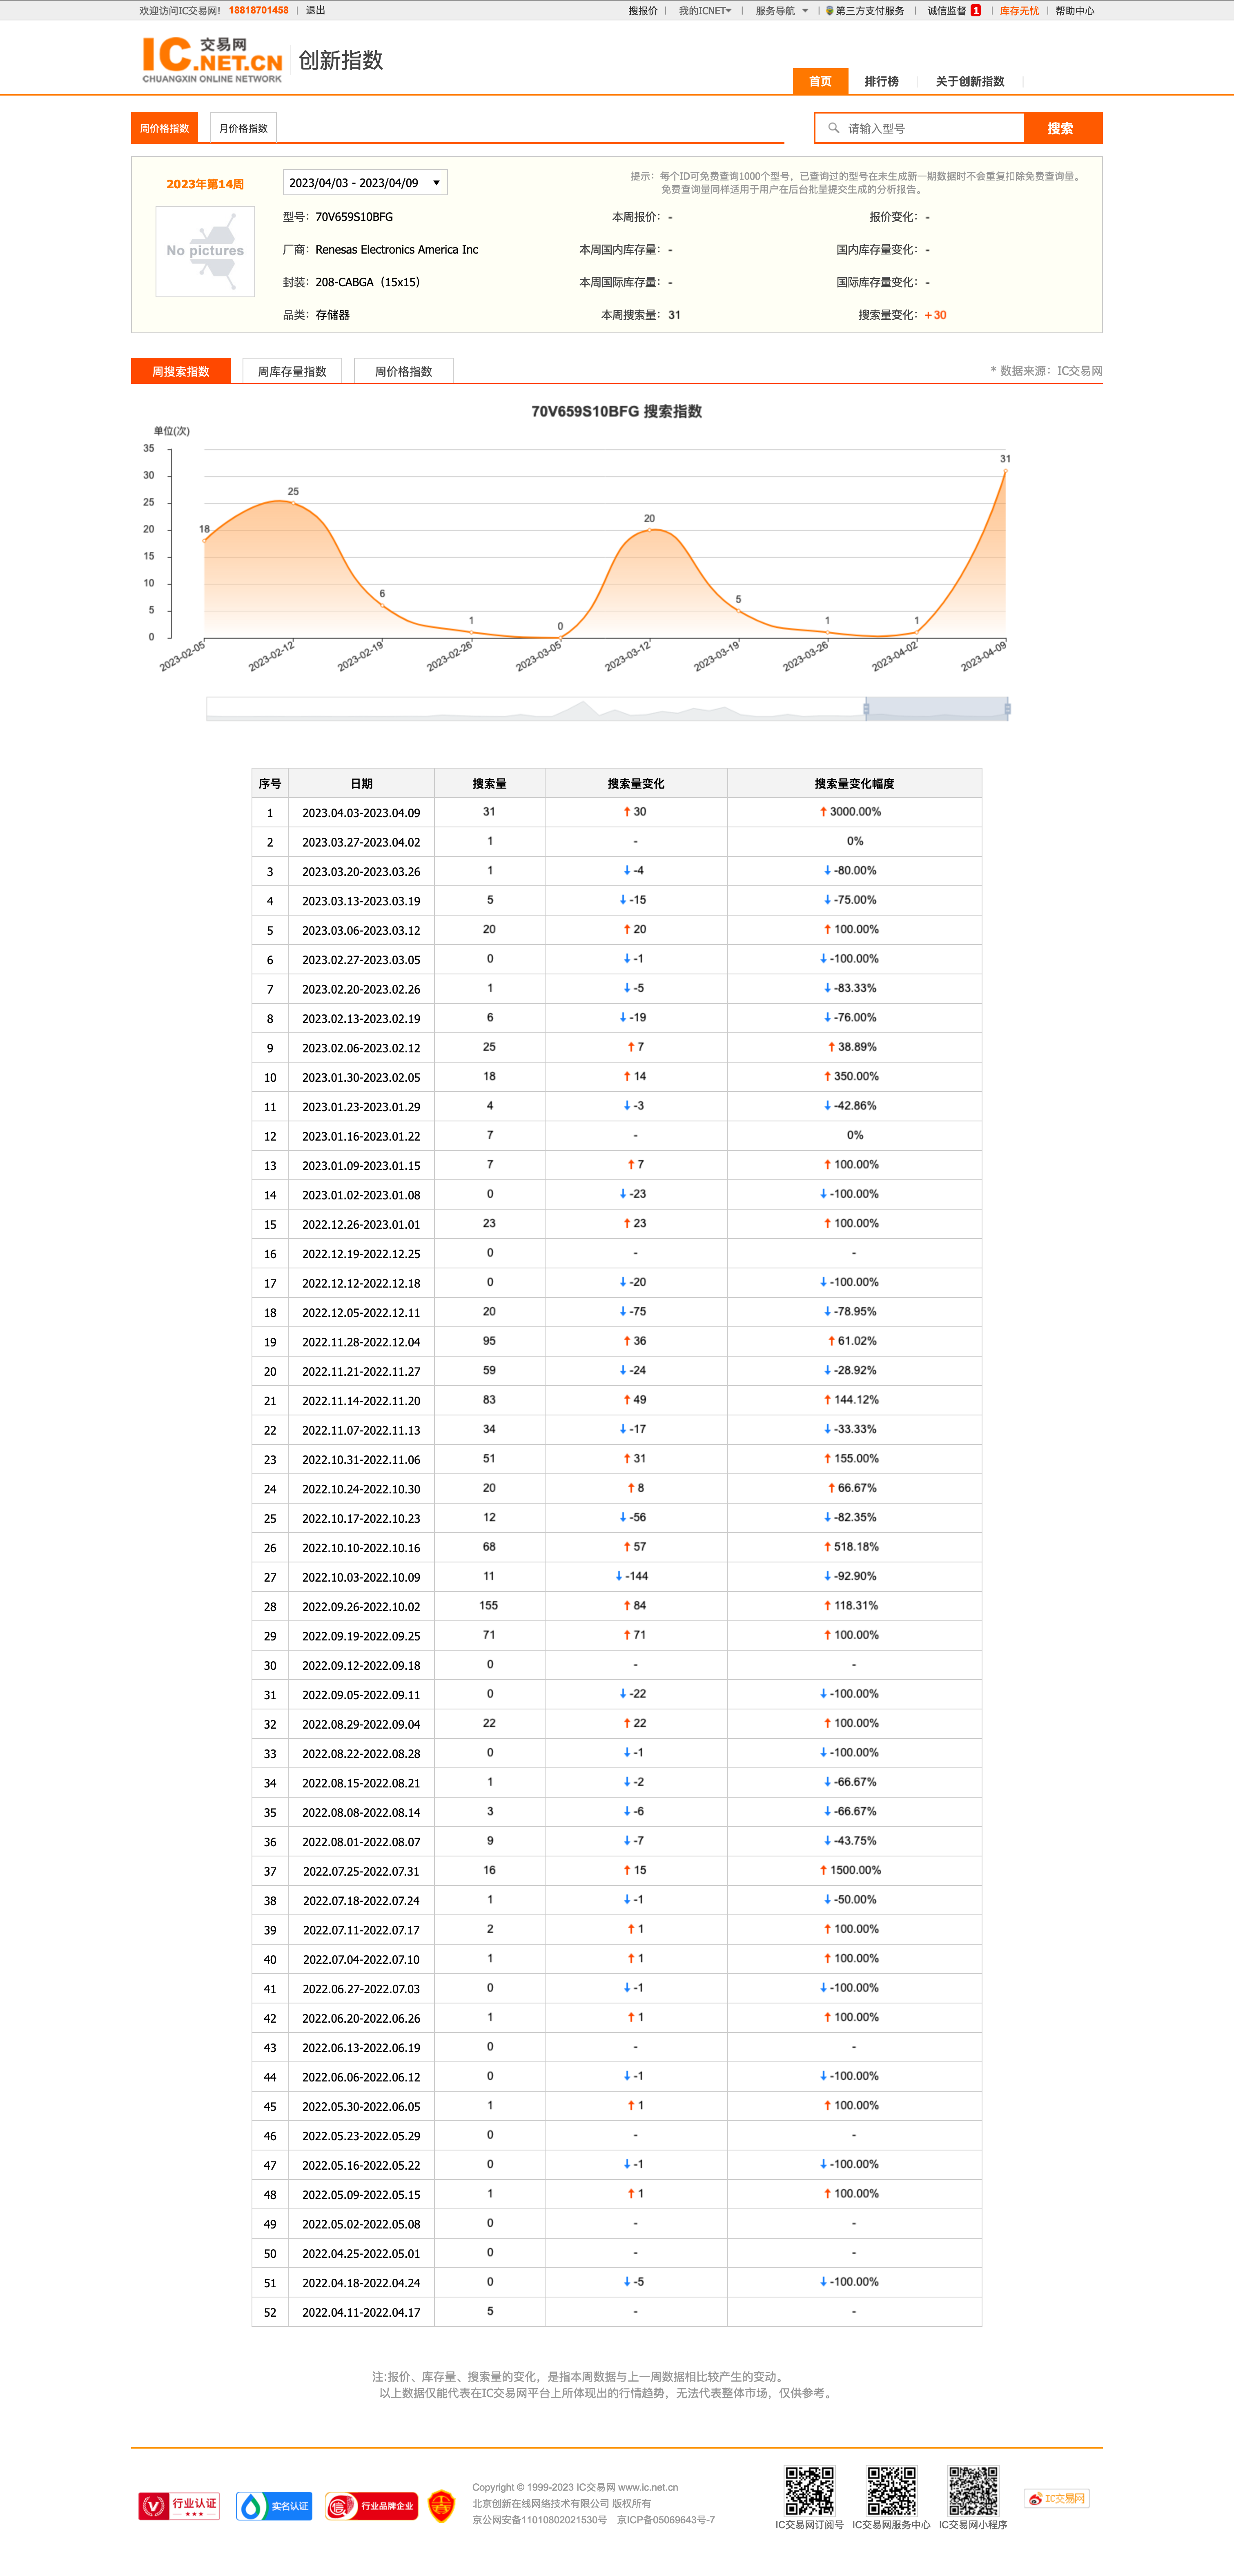 欢迎访问IC交易网! 18818701458 | 退出 搜报价 | 我的ICNET | 服务导航 | 第三方支付服务 | 诚信监督 1 | 库存无忧 | 帮助中心
IC交易网 .NET.CN
CHUANGXIN ONLINE NETWORK
创新指数
首页 排行榜 关于创新指数
周价格指数 月价格指数 请输入型号 搜索
2023年第14周 2023/04/03 - 2023/04/09
提示：每个ID可免费查询1000个型号，已查询过的型号在未生成新一期数据时不会重复扣除免费查询量。
免费查询量同样适用于用户在后台批量提交生成的分析报告。
No pictures
型号：70V659S10BFG 本周报价：- 报价变化：-
厂商：Renesas Electronics America Inc 本周国内库存量：- 国内库存量变化：-
封装：208-CABGA（15x15） 本周国际库存量：- 国际库存量变化：-
品类：存储器 本周搜索量：31 搜索量变化：+30
周搜索指数 周库存量指数 周价格指数 * 数据来源：IC交易网
70V659S10BFG 搜索指数
单位(次)
35
30
25
20
15
10
5
0
18 25 6 1 0 20 5 1 1 31
2023-02-05 2023-02-12 2023-02-19 2023-02-26 2023-03-05 2023-03-12 2023-03-19 2023-03-26 2023-04-02 2023-04-09
序号 日期 搜索量 搜索量变化 搜索量变化幅度
1 2023.04.03-2023.04.09 31 ↑30 ↑3000.00%
2 2023.03.27-2023.04.02 1 - 0%
3 2023.03.20-2023.03.26 1 ↓-4 ↓-80.00%
4 2023.03.13-2023.03.19 5 ↓-15 ↓-75.00%
5 2023.03.06-2023.03.12 20 ↑20 ↑100.00%
6 2023.02.27-2023.03.05 0 ↓-1 ↓-100.00%
7 2023.02.20-2023.02.26 1 ↓-5 ↓-83.33%
8 2023.02.13-2023.02.19 6 ↓-19 ↓-76.00%
9 2023.02.06-2023.02.12 25 ↑7 ↑38.89%
10 2023.01.30-2023.02.05 18 ↑14 ↑350.00%
11 2023.01.23-2023.01.29 4 ↓-3 ↓-42.86%
12 2023.01.16-2023.01.22 7 - 0%
13 2023.01.09-2023.01.15 7 ↑7 ↑100.00%
14 2023.01.02-2023.01.08 0 ↓-23 ↓-100.00%
15 2022.12.26-2023.01.01 23 ↑23 ↑100.00%
16 2022.12.19-2022.12.25 0 - -
17 2022.12.12-2022.12.18 0 ↓-20 ↓-100.00%
18 2022.12.05-2022.12.11 20 ↓-75 ↓-78.95%
19 2022.11.28-2022.12.04 95 ↑36 ↑61.02%
20 2022.11.21-2022.11.27 59 ↓-24 ↓-28.92%
21 2022.11.14-2022.11.20 83 ↑49 ↑144.12%
22 2022.11.07-2022.11.13 34 ↓-17 ↓-33.33%
23 2022.10.31-2022.11.06 51 ↑31 ↑155.00%
24 2022.10.24-2022.10.30 20 ↑8 ↑66.67%
25 2022.10.17-2022.10.23 12 ↓-56 ↓-82.35%
26 2022.10.10-2022.10.16 68 ↑57 ↑518.18%
27 2022.10.03-2022.10.09 11 ↓-144 ↓-92.90%
28 2022.09.26-2022.10.02 155 ↑84 ↑118.31%
29 2022.09.19-2022.09.25 71 ↑71 ↑100.00%
30 2022.09.12-2022.09.18 0 - -
31 2022.09.05-2022.09.11 0 ↓-22 ↓-100.00%
32 2022.08.29-2022.09.04 22 ↑22 ↑100.00%
33 2022.08.22-2022.08.28 0 ↓-1 ↓-100.00%
34 2022.08.15-2022.08.21 1 ↓-2 ↓-66.67%
35 2022.08.08-2022.08.14 3 ↓-6 ↓-66.67%
36 2022.08.01-2022.08.07 9 ↓-7 ↓-43.75%
37 2022.07.25-2022.07.31 16 ↑15 ↑1500.00%
38 2022.07.18-2022.07.24 1 ↓-1 ↓-50.00%
39 2022.07.11-2022.07.17 2 ↑1 ↑100.00%
40 2022.07.04-2022.07.10 1 ↑1 ↑100.00%
41 2022.06.27-2022.07.03 0 ↓-1 ↓-100.00%
42 2022.06.20-2022.06.26 1 ↑1 ↑100.00%
43 2022.06.13-2022.06.19 0 - -
44 2022.06.06-2022.06.12 0 ↓-1 ↓-100.00%
45 2022.05.30-2022.06.05 1 ↑1 ↑100.00%
46 2022.05.23-2022.05.29 0 - -
47 2022.05.16-2022.05.22 0 ↓-1 ↓-100.00%
48 2022.05.09-2022.05.15 1 ↑1 ↑100.00%
49 2022.05.02-2022.05.08 0 - -
50 2022.04.25-2022.05.01 0 - -
51 2022.04.18-2022.04.24 0 ↓-5 ↓-100.00%
52 2022.04.11-2022.04.17 5 - -
注:报价、库存量、搜索量的变化，是指本周数据与上一周数据相比较产生的变动。
以上数据仅能代表在IC交易网平台上所体现出的行情趋势，无法代表整体市场，仅供参考。
行业认证 实名认证 行业品牌企业
Copyright © 1999-2023 IC交易网 www.ic.net.cn
北京创新在线网络技术有限公司 版权所有
京公网安备11010802021530号 京ICP备05069643号-7
IC交易网订阅号 IC交易网服务中心 IC交易网小程序
IC交易网